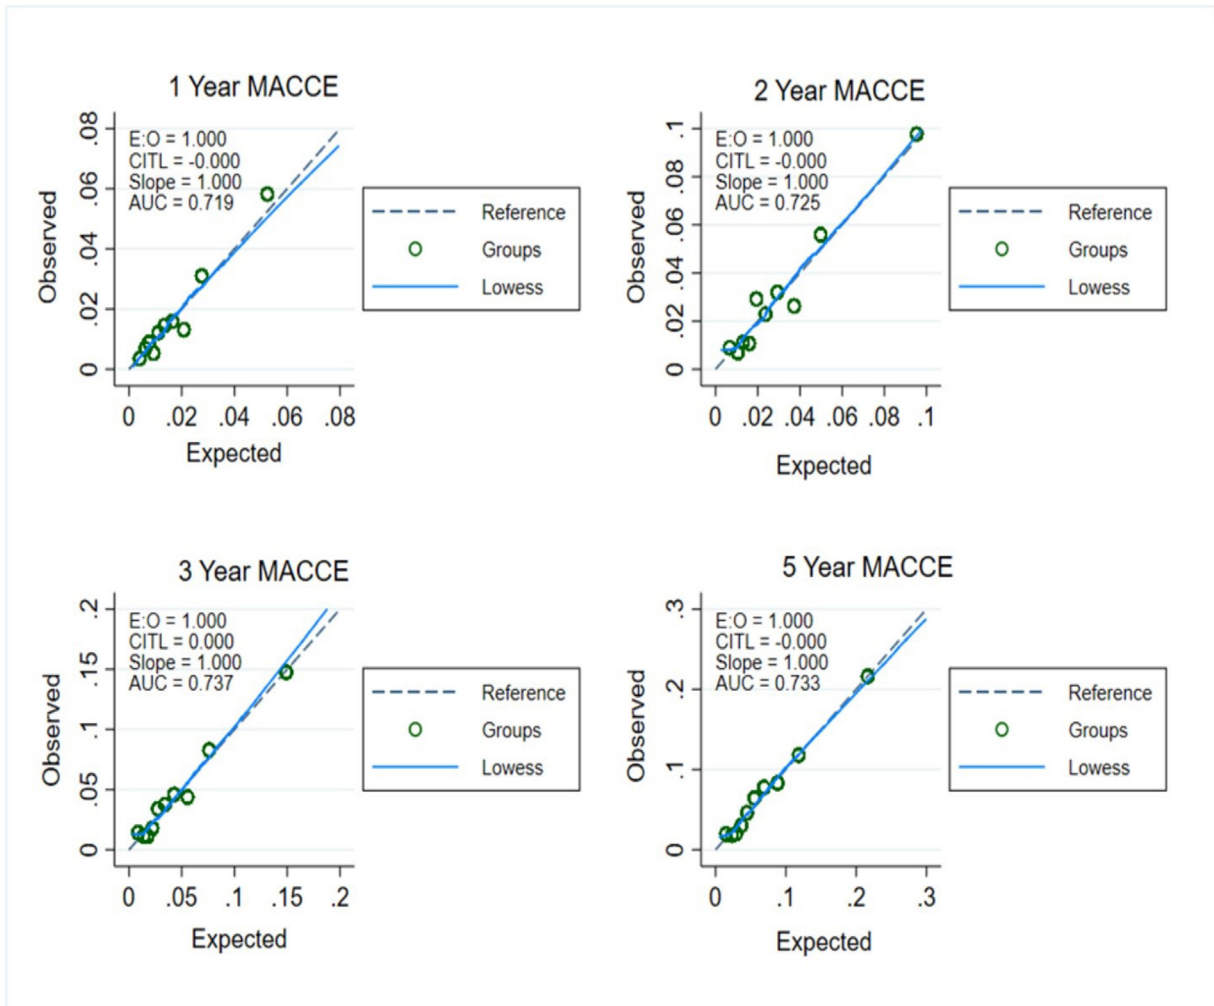 1 Year MACCE
E:O = 1.000
CITL = -0.000
Slope = 1.000
AUC = 0.719
Observed
.08
.06
.04
.02
0
0 .02 .04 .06 .08
Expected
Reference
Groups
Lowess
2 Year MACCE
E:O = 1.000
CITL = -0.000
Slope = 1.000
AUC = 0.725
Observed
.1
.08
.06
.04
.02
0
0 .02 .04 .06 .08 .1
Expected
Reference
Groups
Lowess
3 Year MACCE
E:O = 1.000
CITL = 0.000
Slope = 1.000
AUC = 0.737
Observed
.2
.15
.1
.05
0
0 .05 .1 .15 .2
Expected
Reference
Groups
Lowess
5 Year MACCE
E:O = 1.000
CITL = -0.000
Slope = 1.000
AUC = 0.733
Observed
.3
.2
.1
0
0 .1 .2 .3
Expected
Reference
Groups
Lowess